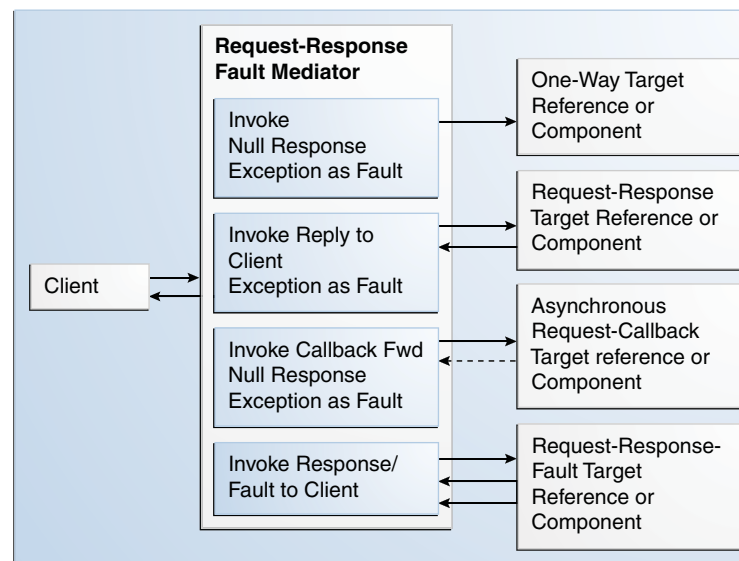 Request-Response
Fault Mediator
Invoke
Null Response
Exception as Fault
Invoke Reply to
Client
Exception as Fault
Invoke Callback Fwd
Null Response
Exception as Fault
Invoke Response/
Fault to Client
Client
One-Way Target
Reference or
Component
Request-Response
Target Reference or
Component
Asynchronous
Request-Callback
Target reference or
Component
Request-Response-
Fault Target
Reference or
Component